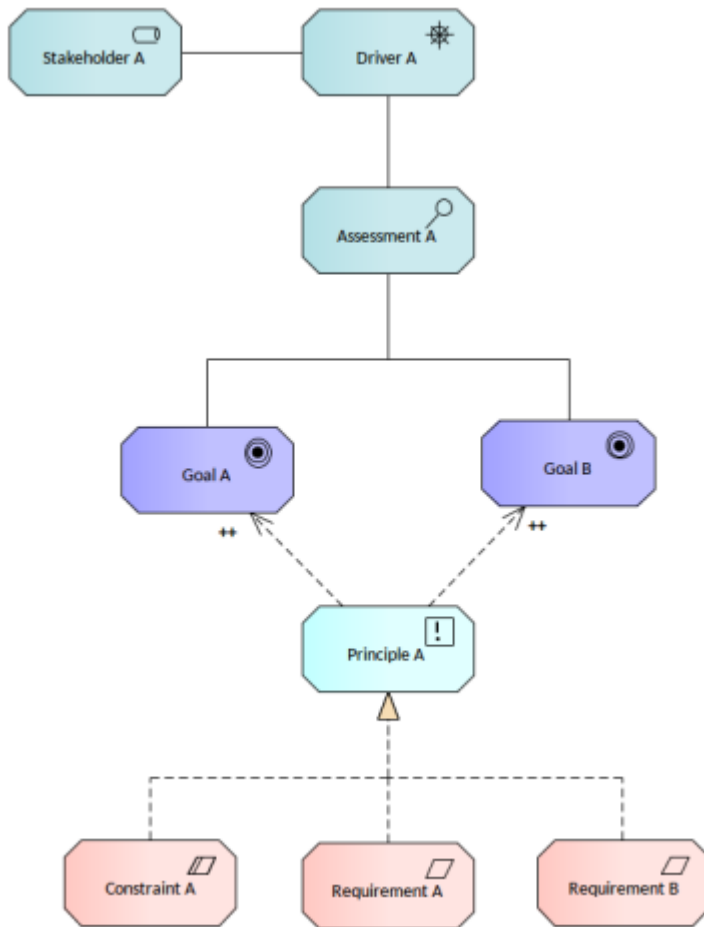 Stakeholder A
Driver A
Assessment A
Goal A
Goal B
++
++
!
Principle A
Constraint A
Requirement A
Requirement B